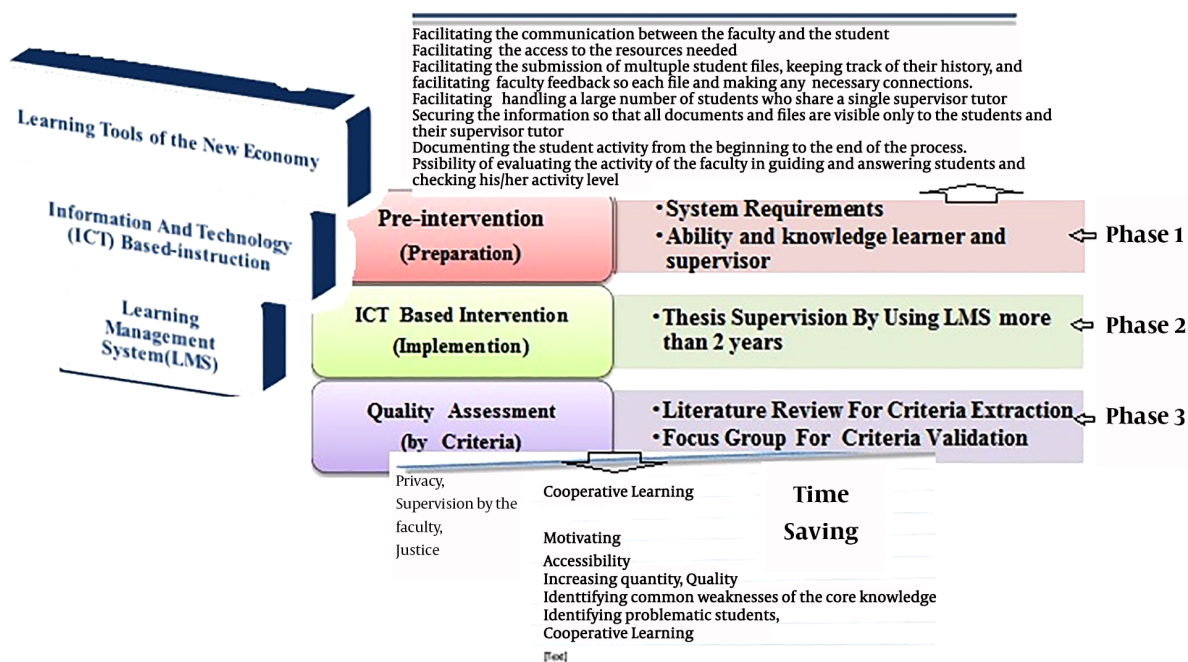 Facilitating the communication between the faculty and the student
Facilitating the access to the resources needed
Facilitating the submission of multiple student files, keeping track of their history, and
facilitating faculty feedback so each file and making any necessary connections.
Facilitating handling a large number of students who share a single supervisor tutor
Securing the information so that all documents and files are visible only to the students and
their supervisor tutor
Documenting the student activity from the beginning to the end of the process.
Pssibility of evaluating the activity of the faculty in guiding and answering students and
checking his/her activity level
Learning Tools of the New Economy
Information And Technology
(ICT) Based-instruction
Learning
Management
System(LMS)
Pre-intervention
(Preparation)
•System Requirements
•Ability and knowledge learner and
supervisor
Phase 1
ICT Based Intervention
(Implemention)
•Thesis Supervision By Using LMS more
than 2 years
Phase 2
Quality Assessment
(by Criteria)
•Literature Review For Criteria Extraction
•Focus Group For Criteria Validation
Phase 3
Privacy,
Supervision by the
faculty,
Justice
Cooperative Learning
Motivating
Accessibility
Increasing quantity, Quality
Identtifying common weaknesses of the core knowledge
Identifying problematic students,
Cooperative Learning
[Text]
Time
Saving